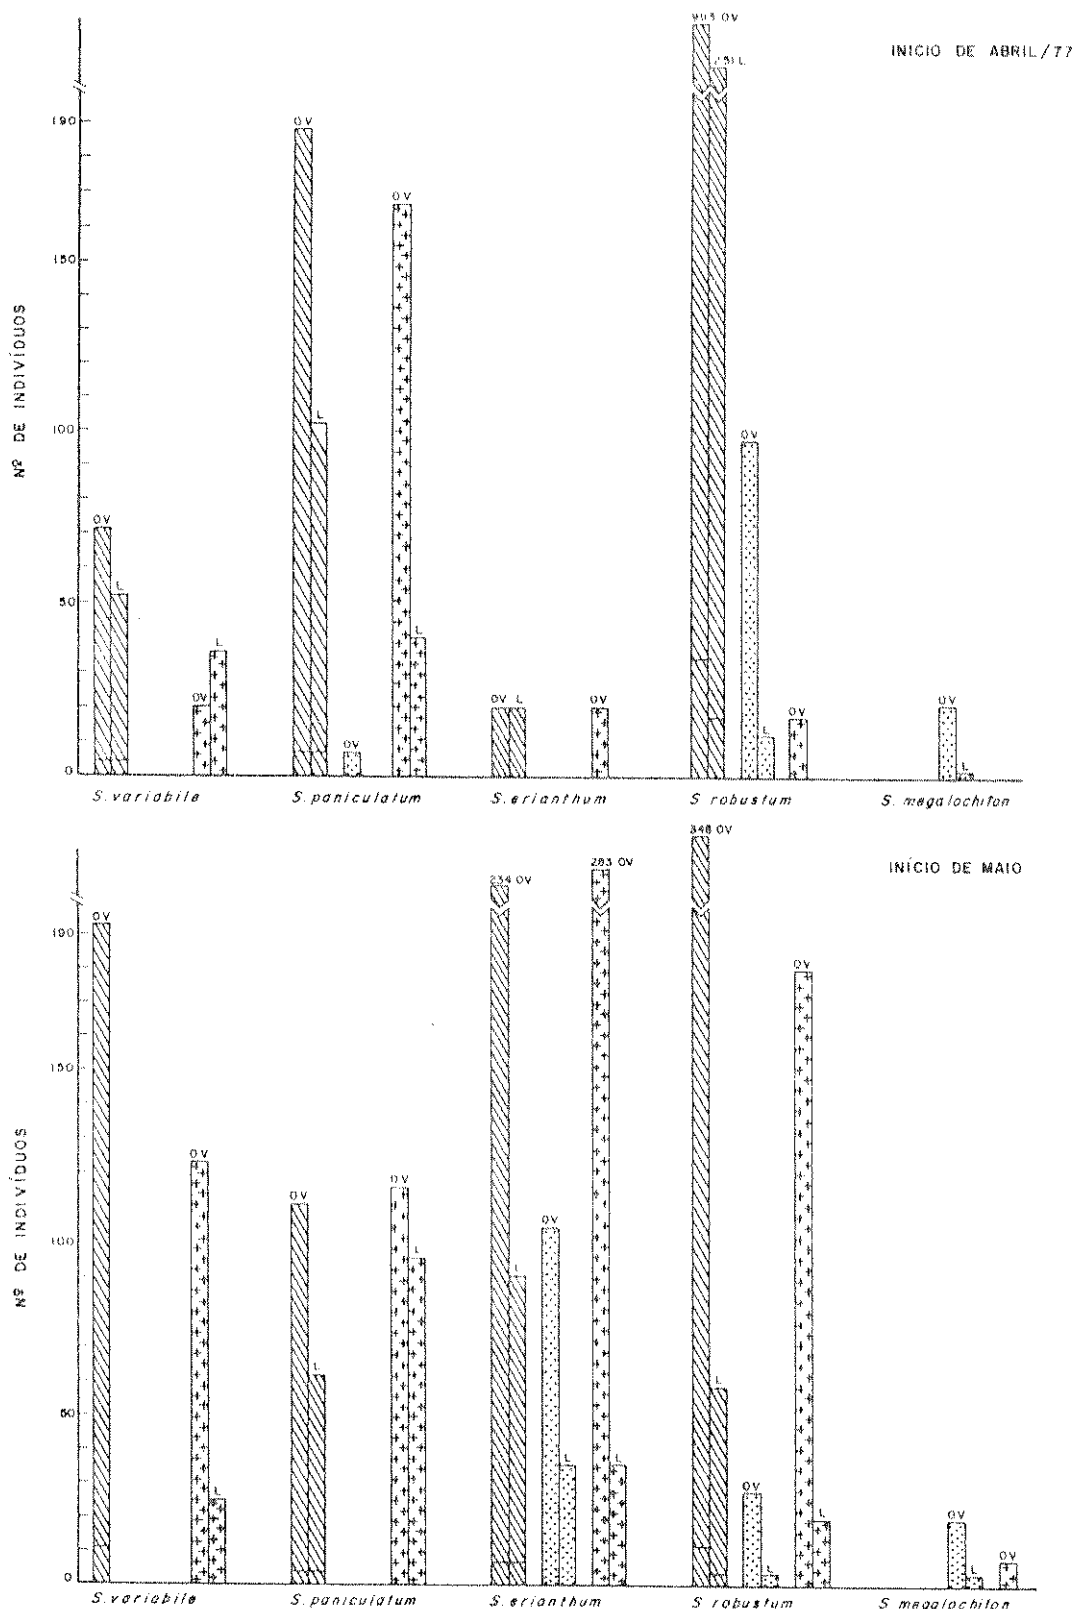 INÍCIO DE ABRIL/77
Nº DE INDIVÍDUOS
190
150
100
50
0
OV
L
OV
L
OV
L
OV
OV
L
OV
L
OV
OV
L
OV
L
OV
OV
L
S. variabile
S. paniculatum
S. erianthum
S robustum
S. megalochiton
INÍCIO DE MAIO
Nº DE INDIVÍDUOS
190
150
100
50
0
OV
OV
L
OV
L
OV
L
234 OV
L
OV
L
283 OV
L
348 OV
L
OV
L
OV
L
OV
L
OV
S. variabile
S. paniculatum
S. erianthum
S robustum
S megalochiton